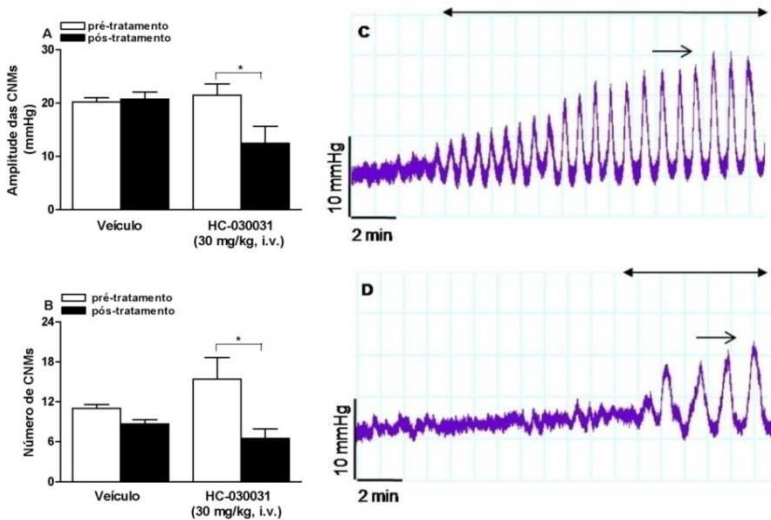 A
pré-tratamento
pós-tratamento
Amplitude das CNMs
(mmHg)
30
20
10
0
*
Veículo
HC-030031
(30 mg/kg, i.v.)
B
pré-tratamento
pós-tratamento
Número de CNMs
24
18
12
6
0
*
Veículo
HC-030031
(30 mg/kg, i.v.)
C
10 mmHg
2 min
D
10 mmHg
2 min